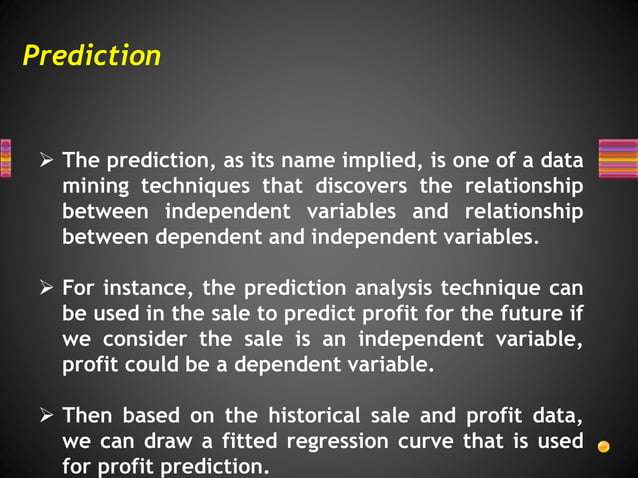 Prediction
➢ The prediction, as its name implied, is one of a data
mining techniques that discovers the relationship
between independent variables and relationship
between dependent and independent variables.
➢ For instance, the prediction analysis technique can
be used in the sale to predict profit for the future if
we consider the sale is an independent variable,
profit could be a dependent variable.
➢ Then based on the historical sale and profit data,
we can draw a fitted regression curve that is used
for profit prediction.